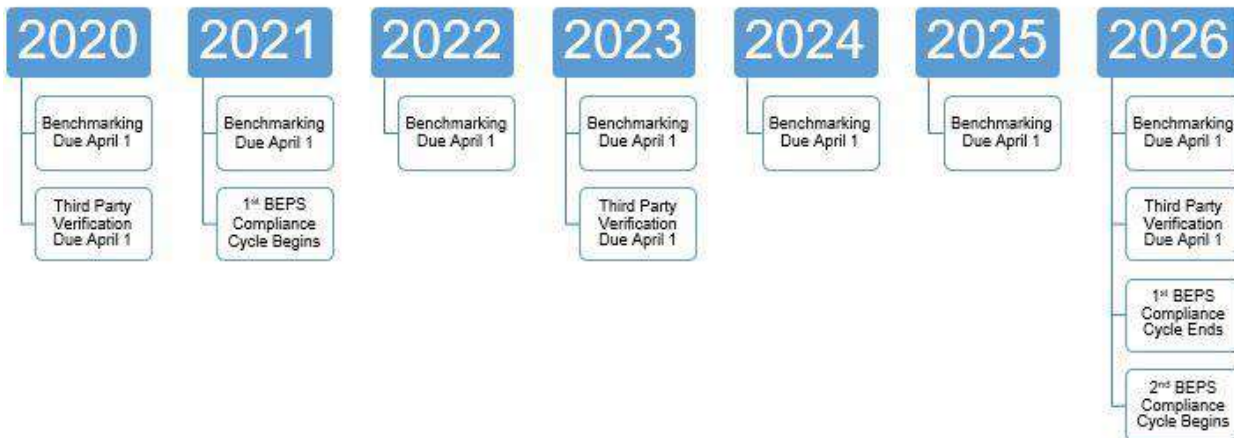 2020
Benchmarking
Due April 1
Third Party
Verification
Due April 1
2021
Benchmarking
Due April 1
1st BEPS
Compliance
Cycle Begins
2022
Benchmarking
Due April 1
2023
Benchmarking
Due April 1
Third Party
Verification
Due April 1
2024
Benchmarking
Due April 1
2025
Benchmarking
Due April 1
2026
Benchmarking
Due April 1
Third Party
Verification
Due April 1
1st BEPS
Compliance
Cycle Ends
2nd BEPS
Compliance
Cycle Begins